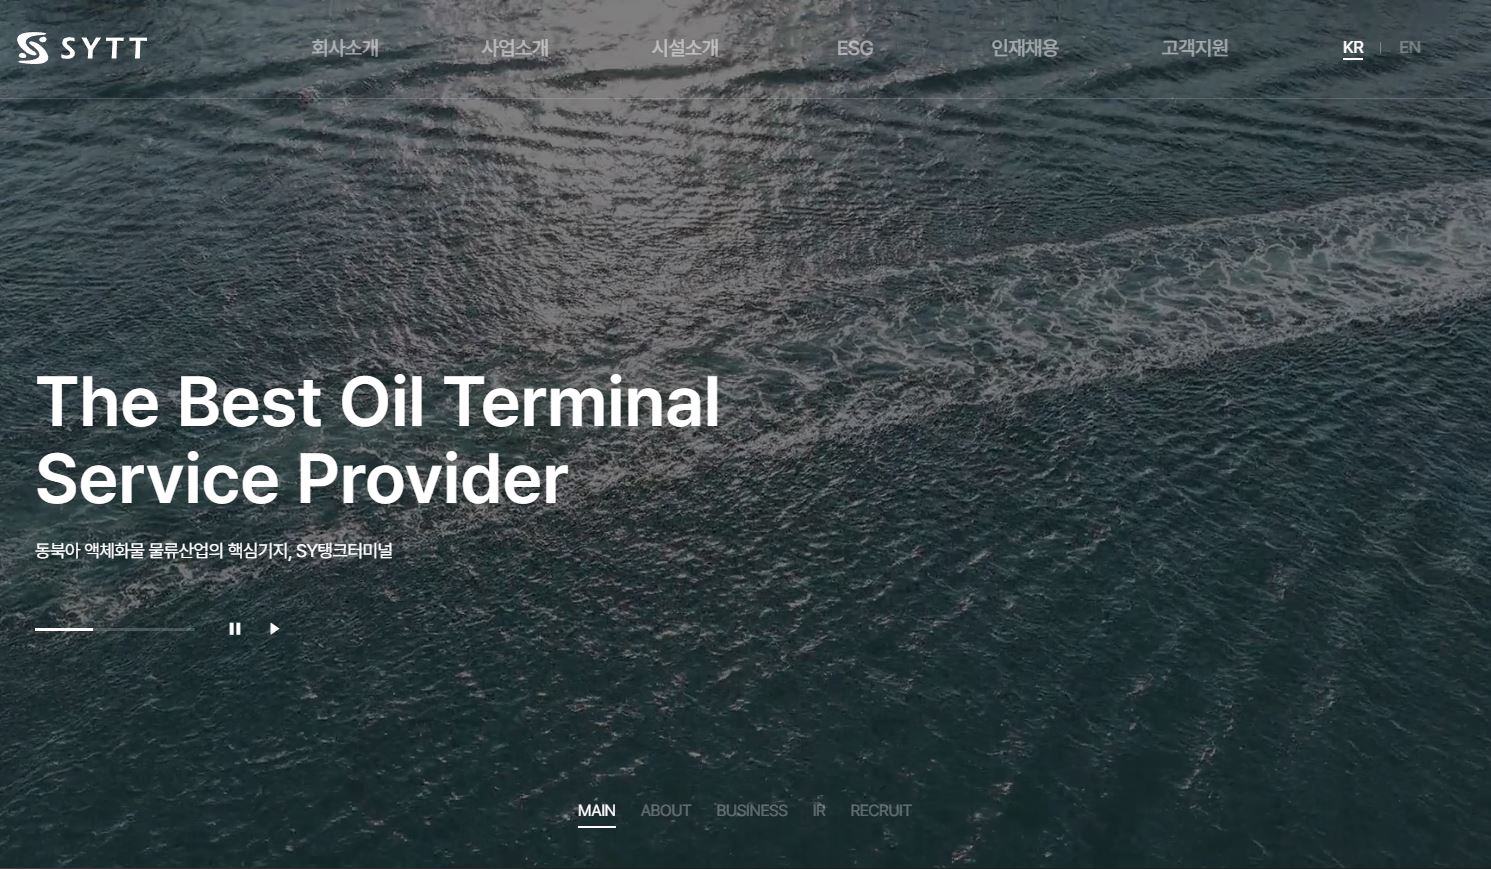 SYTT
회사소개 사업소개 시설소개 ESG 인재채용 고객지원 KR EN
The Best Oil Terminal
Service Provider
동북아 액체화물 물류산업의 핵심기지, SY탱크터미널
MAIN ABOUT BUSINESS IR RECRUIT